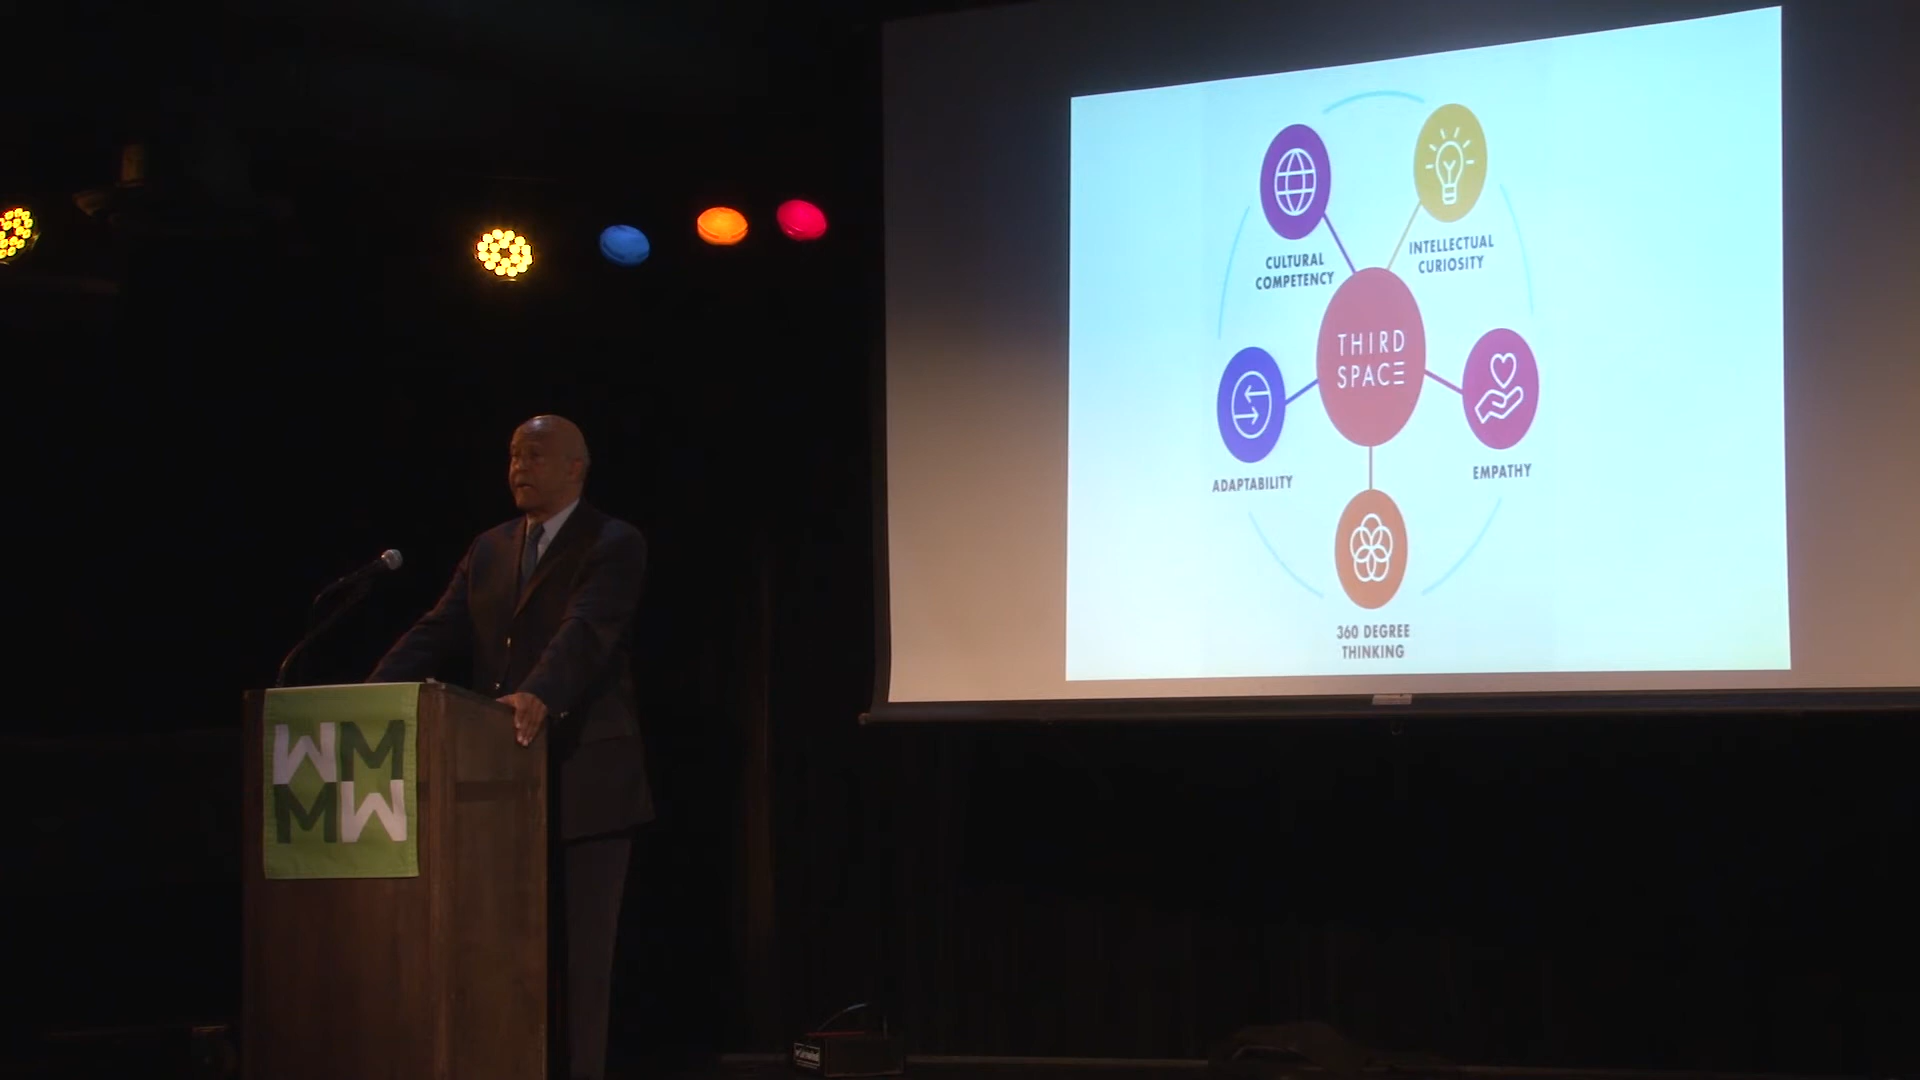 CULTURAL
COMPETENCY
INTELLECTUAL
CURIOSITY
THIRD
SPACE
ADAPTABILITY
EMPATHY
360 DEGREE
THINKING
WM
MW